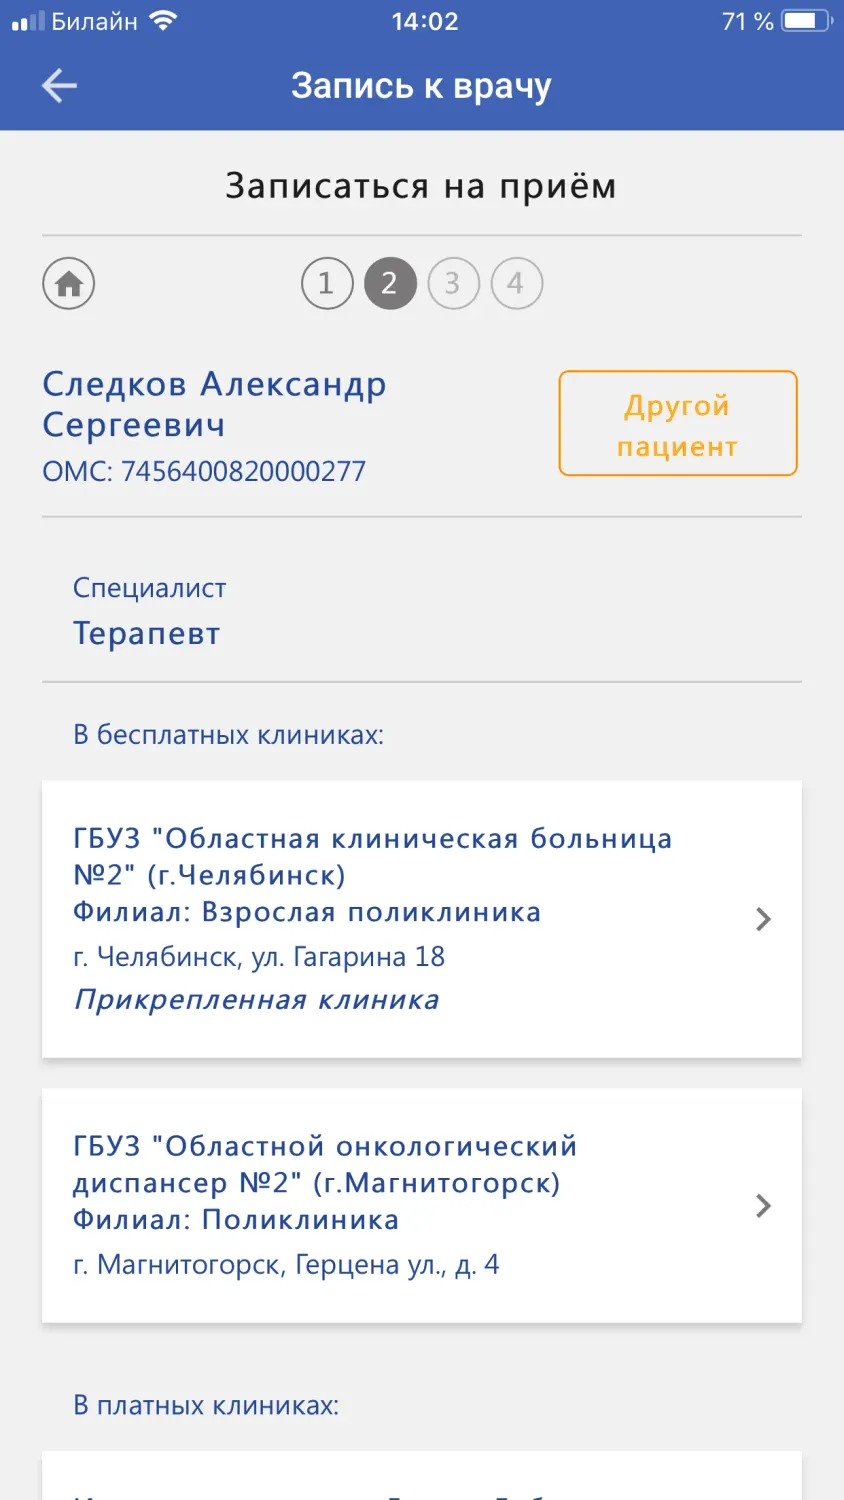 Билайн 14:02 71 %
Запись к врачу
Записаться на приём
1 2 3 4
Следков Александр
Сергеевич
ОМС: 7456400820000277
Другой
пациент
Специалист
Терапевт
В бесплатных клиниках:
ГБУЗ "Областная клиническая больница
№2" (г.Челябинск)
Филиал: Взрослая поликлиника
г. Челябинск, ул. Гагарина 18
Прикрепленная клиника
ГБУЗ "Областной онкологический
диспансер №2" (г.Магнитогорск)
Филиал: Поликлиника
г. Магнитогорск, Герцена ул., д. 4
В платных клиниках: